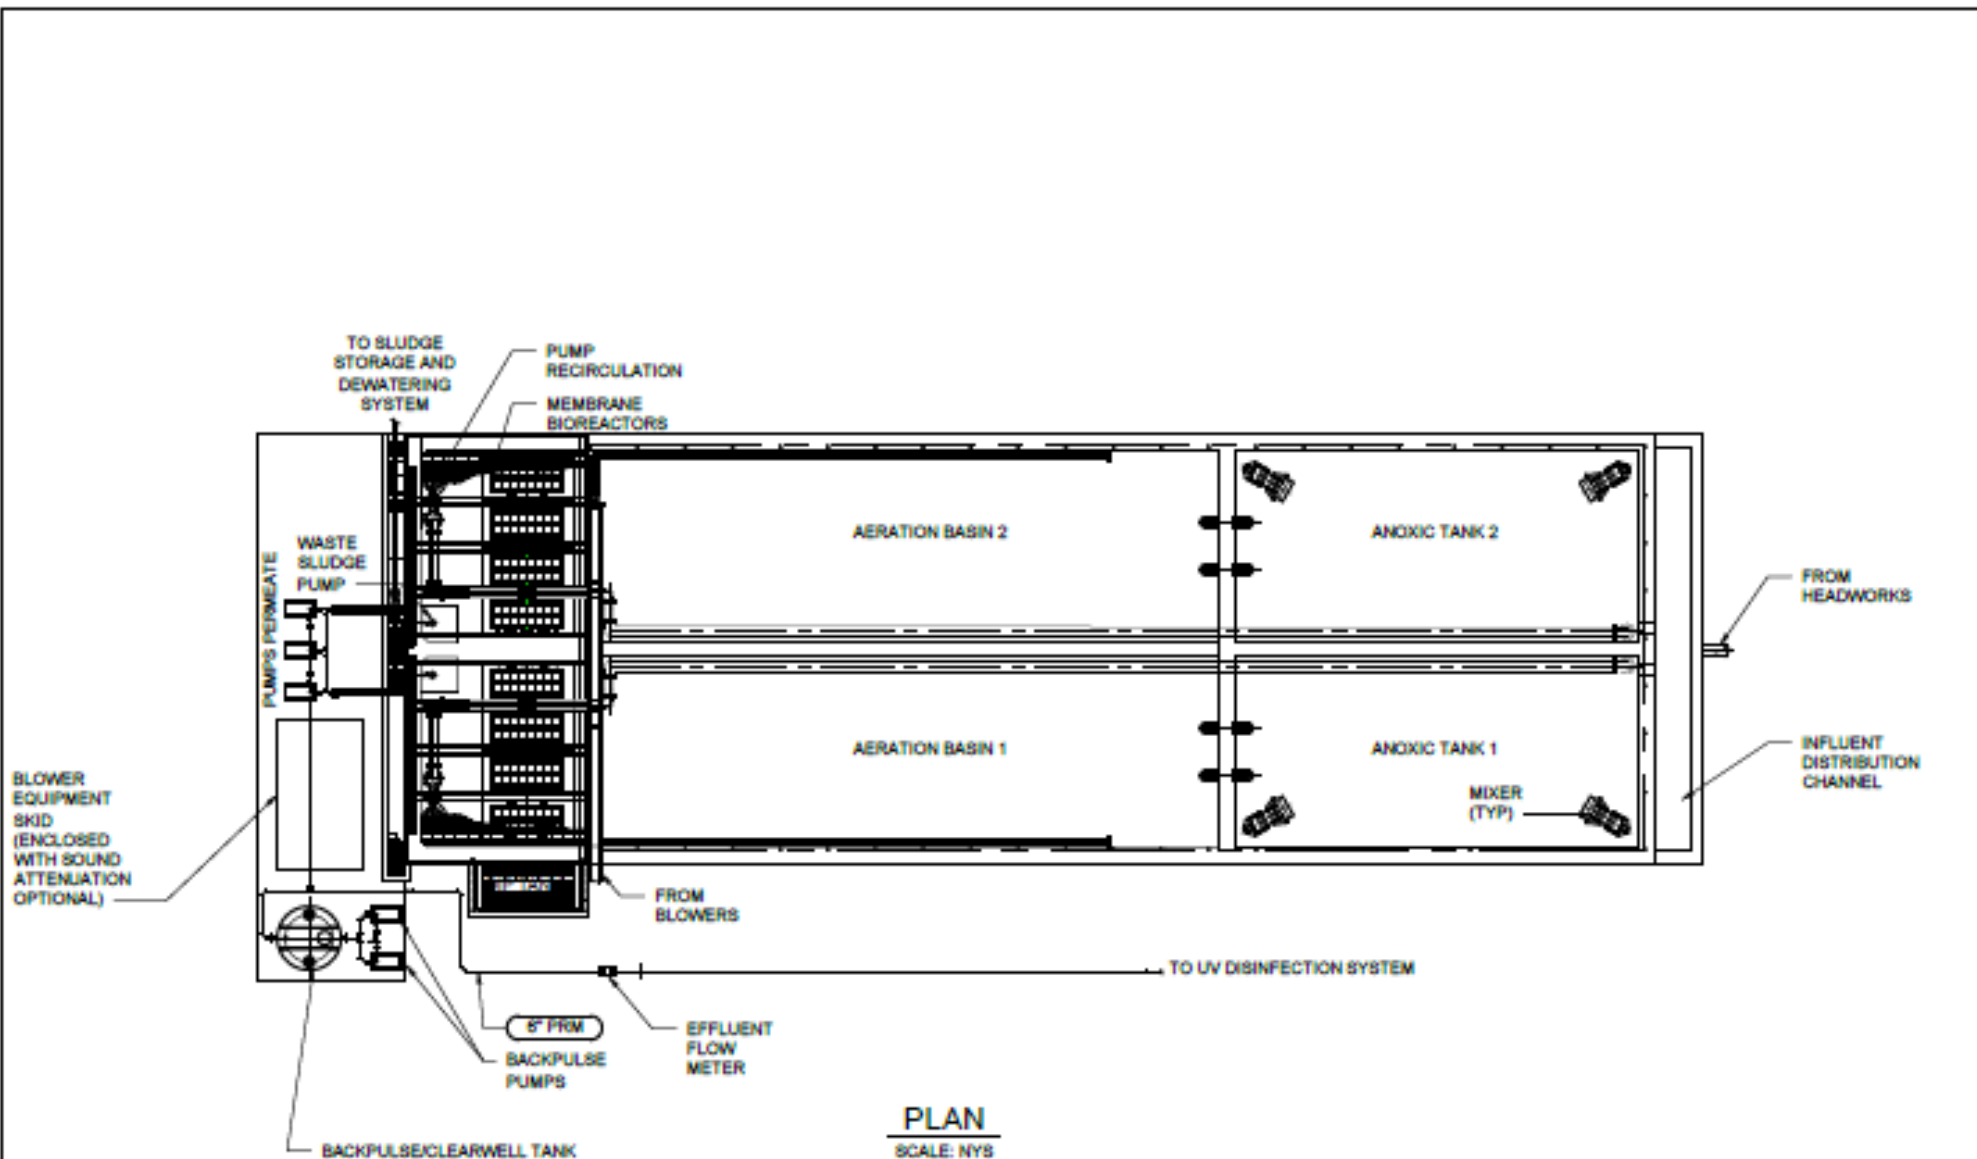 TO SLUDGE
STORAGE AND
DEWATERING
SYSTEM
PUMP
RECIRCULATION
MEMBRANE
BIOREACTORS
WASTE
SLUDGE
PUMP
PUMPS PERMEATE
AERATION BASIN 2
ANOXIC TANK 2
FROM
HEADWORKS
AERATION BASIN 1
ANOXIC TANK 1
INFLUENT
DISTRIBUTION
CHANNEL
MIXER
(TYP)
BLOWER
EQUIPMENT
SKID
(ENCLOSED
WITH SOUND
ATTENUATION
OPTIONAL)
FROM
BLOWERS
TO UV DISINFECTION SYSTEM
6" PRM
EFFLUENT
FLOW
METER
BACKPULSE
PUMPS
BACKPULSE/CLEARWELL TANK
PLAN
SCALE: NYS